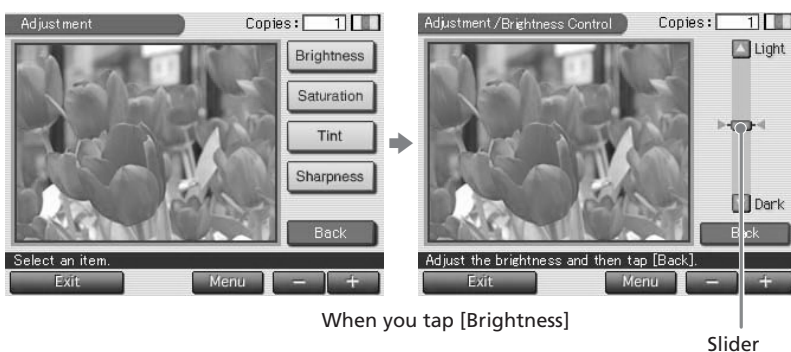 Adjustment
Copies: 1
Brightness
Saturation
Tint
Sharpness
Back
Select an item.
Exit Menu - +
Adjustment/Brightness Control
Copies: 1
Light
Dark
Back
Adjust the brightness and then tap [Back].
Exit Menu - +
When you tap [Brightness]
Slider